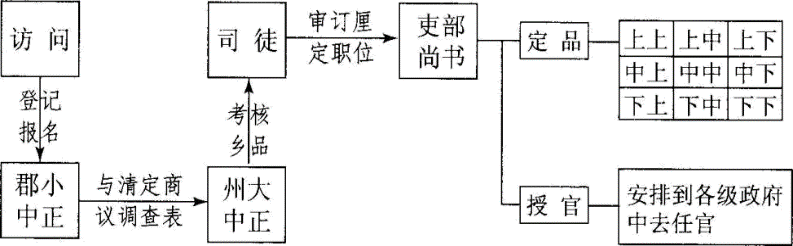 访问
登记
报名
郡小
中正
与清定商
议调查表
州大
中正
考核
乡品
司徒
审订厘
定职位
吏部
尚书
定品
上上 上中 上下
中上 中中 中下
下上 下中 下下
授官
安排到各级政府
中去任官